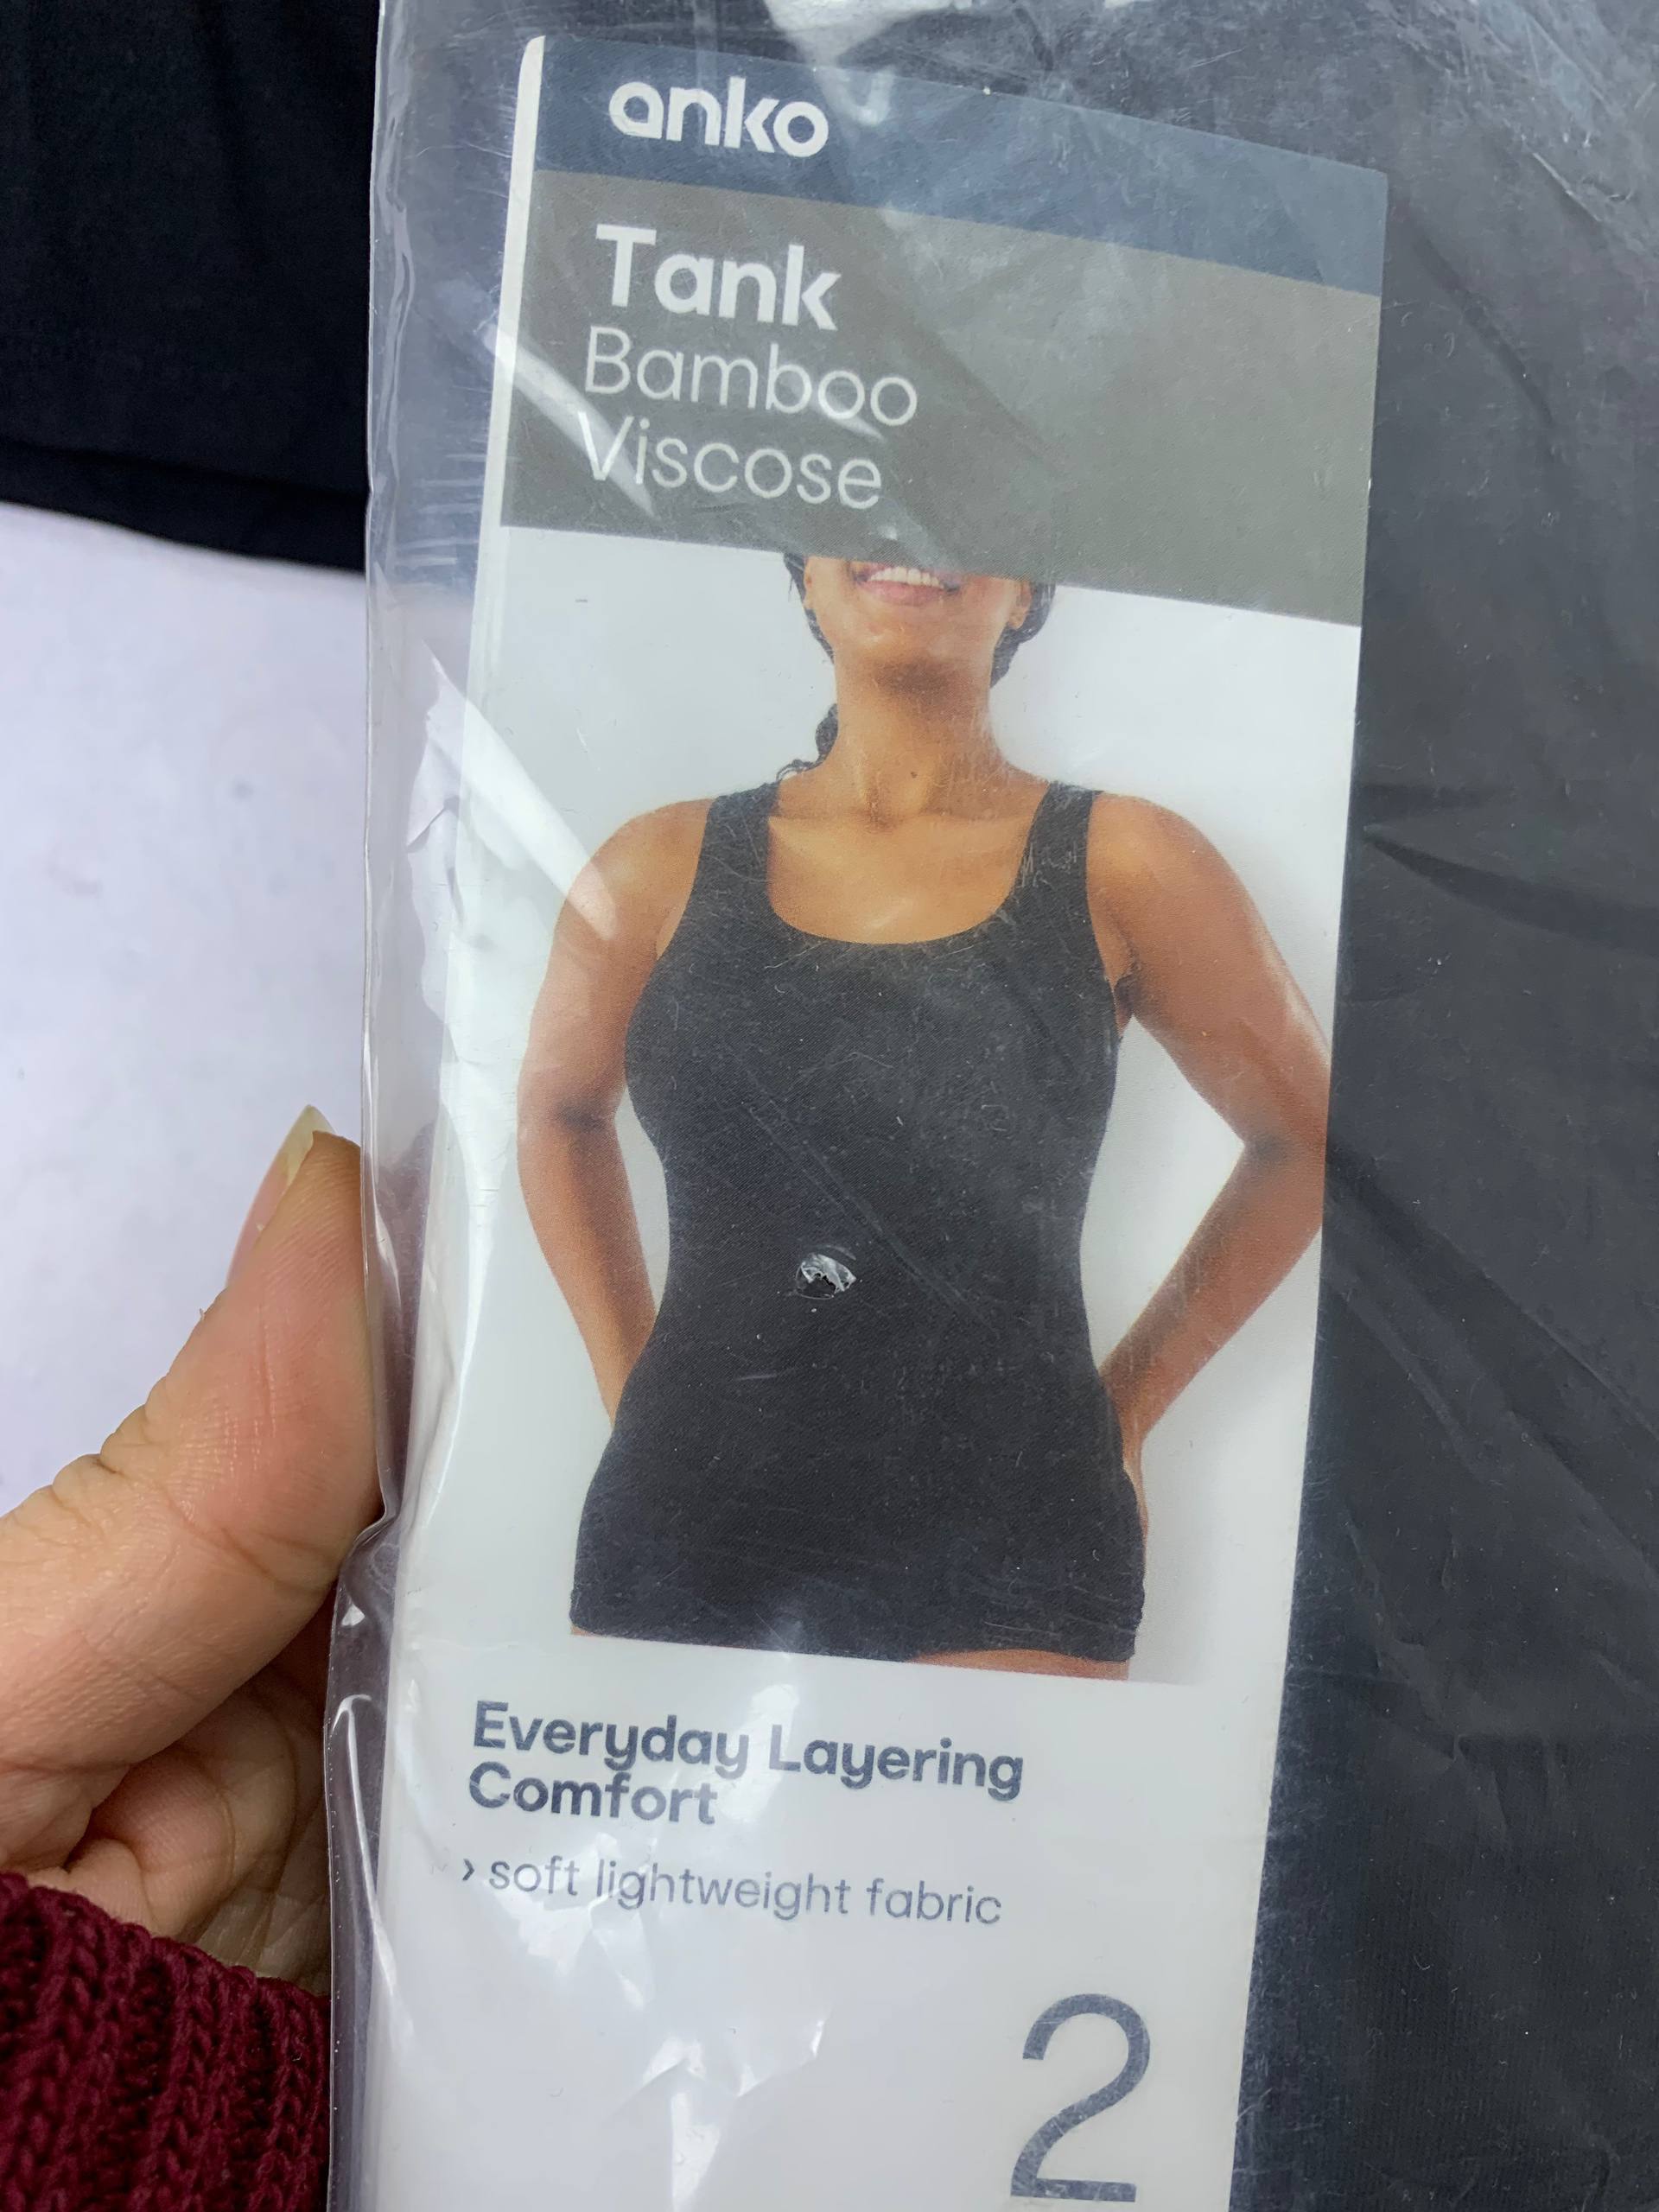 anko
Tank
Bamboo
Viscose
Everyday Layering
Comfort
› soft lightweight fabric
2